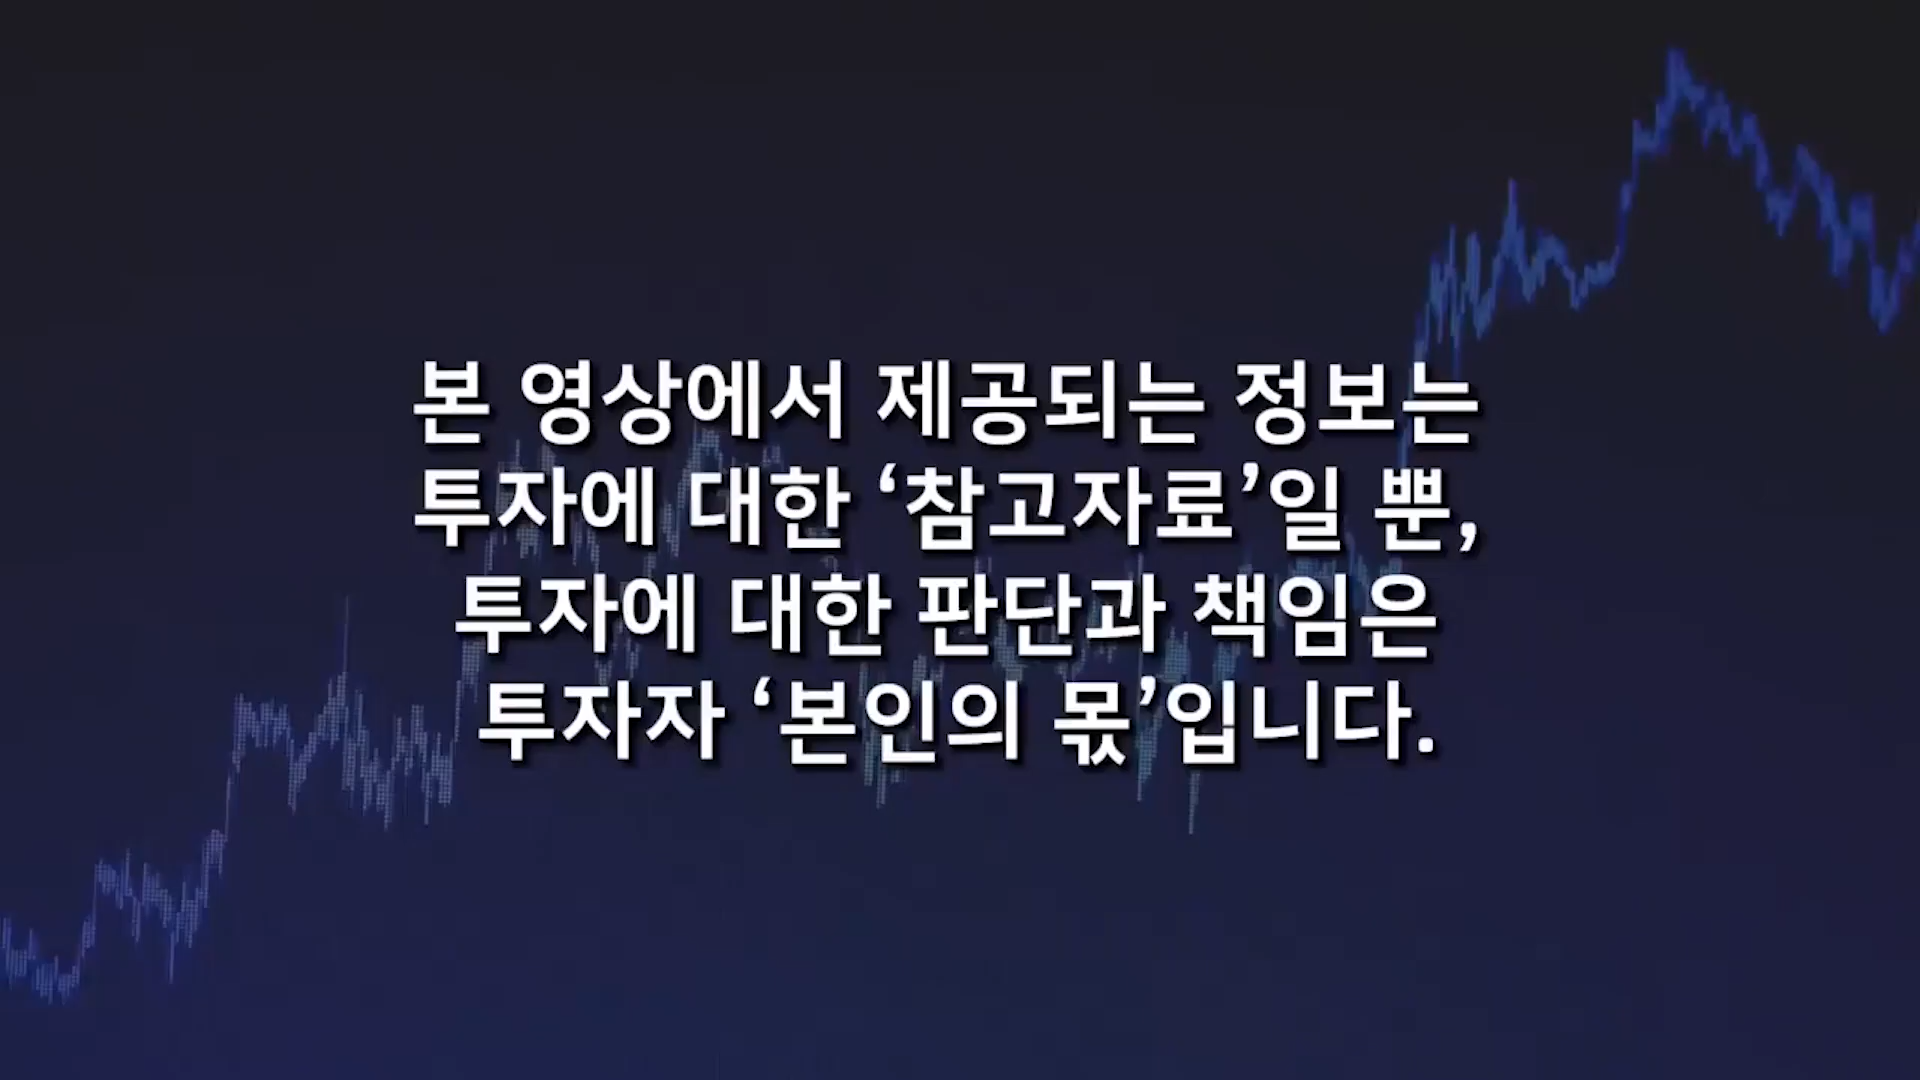 본 영상에서 제공되는 정보는
투자에 대한 ‘참고자료’일 뿐,
투자에 대한 판단과 책임은
투자자 ‘본인의 몫’입니다.